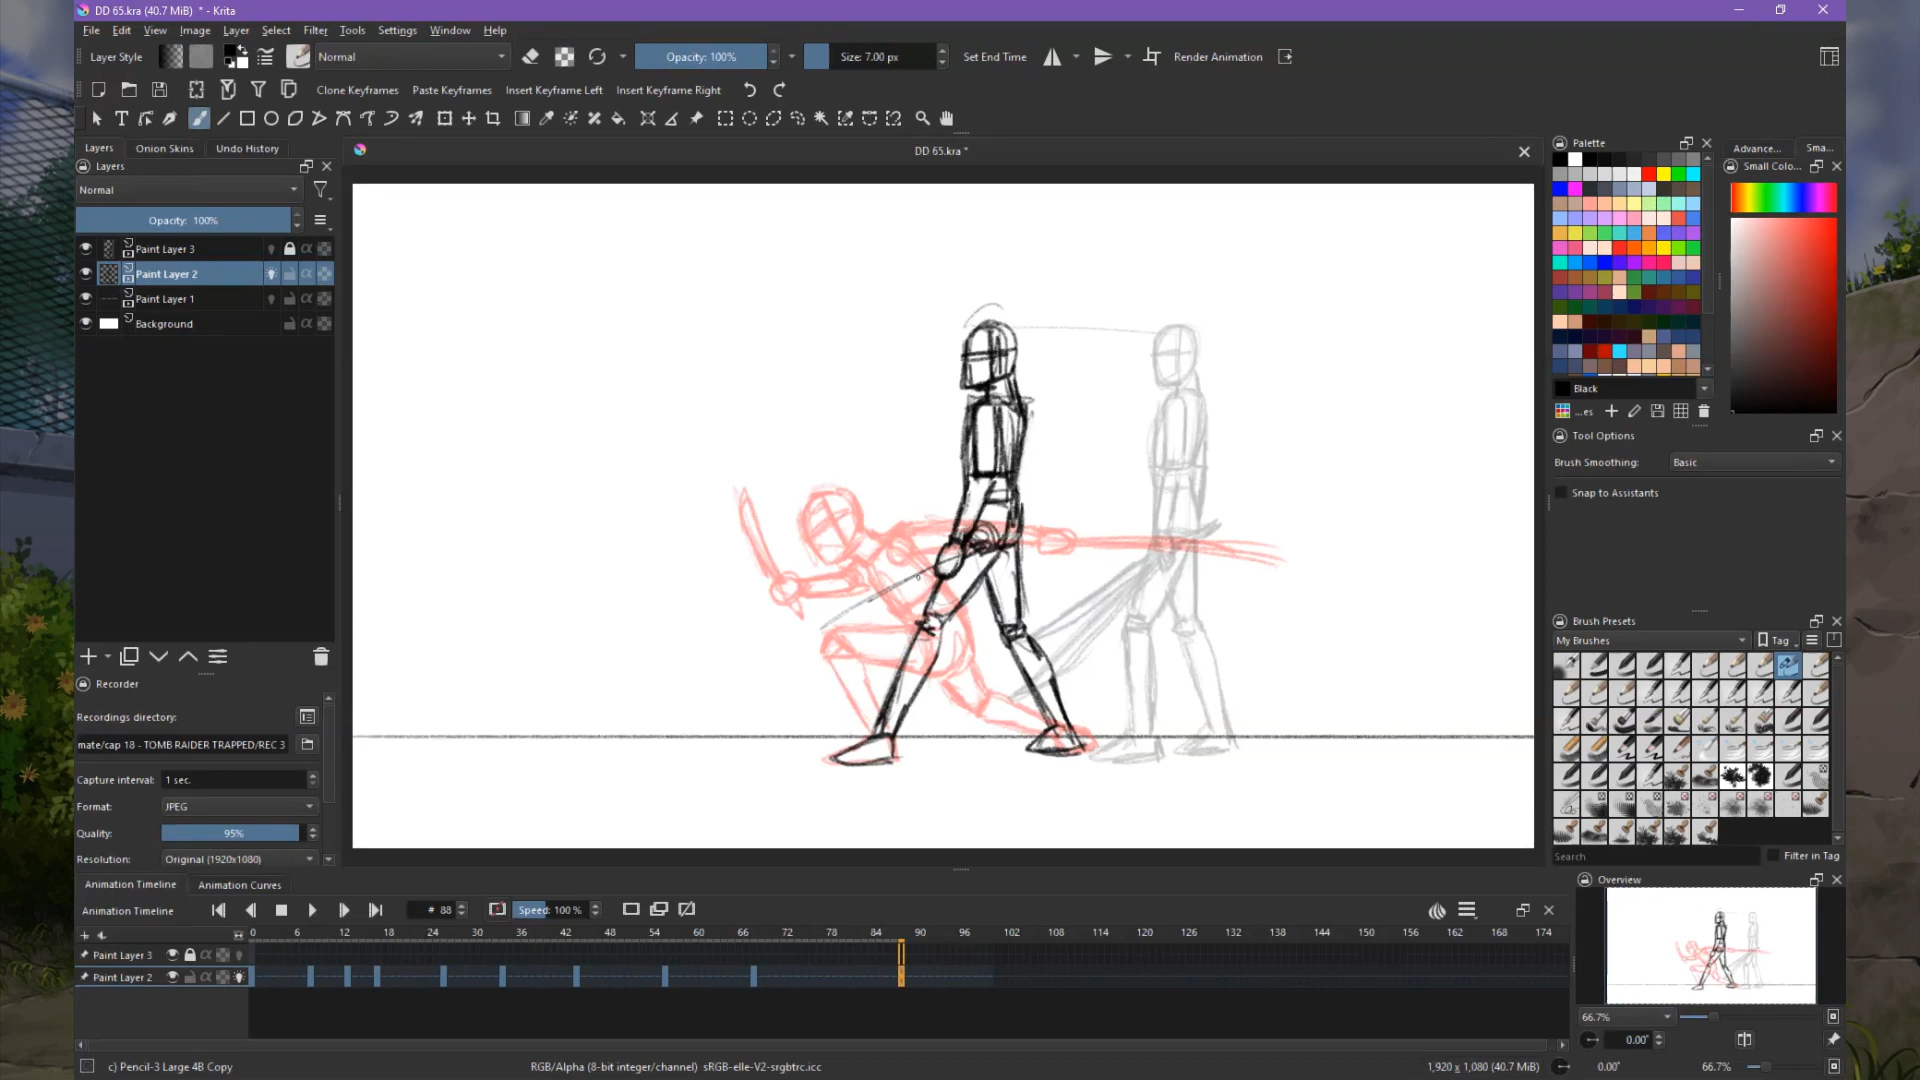 DD 65.kra (40.7 MiB) * - Krita
File Edit View Image Select Filter Tools Settings Window Help
Layer Style Normal Opacity: 100% Size: 7.00 px Set End Time Render Animation
Clone Keyframes Paste Keyframes Insert Keyframe Left Insert Keyframe Right
Layers Onion Skins Undo History
DD 65.kra *
Layers
Normal
Opacity: 100%
Paint Layer 3
Paint Layer 2
Paint Layer 1
Background
Recorder
Recordings directory:
mate/cap 18 - TOMB RAIDER TRAPPED/REC 3
Capture interval: 1 sec.
Format: JPEG
Quality: 95%
Resolution: Original (1920x1080)
Palette
Advance... Sma...
Small Colo...
Black
...es
Tool Options
Brush Smoothing: Basic
Snap to Assistants
Brush Presets
My Brushes Tag
Search Filter in Tag
Overview
66.7%
0.00°
Animation Timeline Animation Curves
Animation Timeline # 88 Speed: 100 %
0 6 12 18 24 30 36 42 48 54 60 66 72 78 84 90 96 102 108 114 120 126 132 138 144 150 156 162 168 174
Paint Layer 3
Paint Layer 2
c) Pencil-3 Large 4B Copy RGB/Alpha (8-bit integer/channel) sRGB-elle-V2-srgbtrc.icc 1,920 x 1,080 (40.7 MiB) 0.00° 66.7%